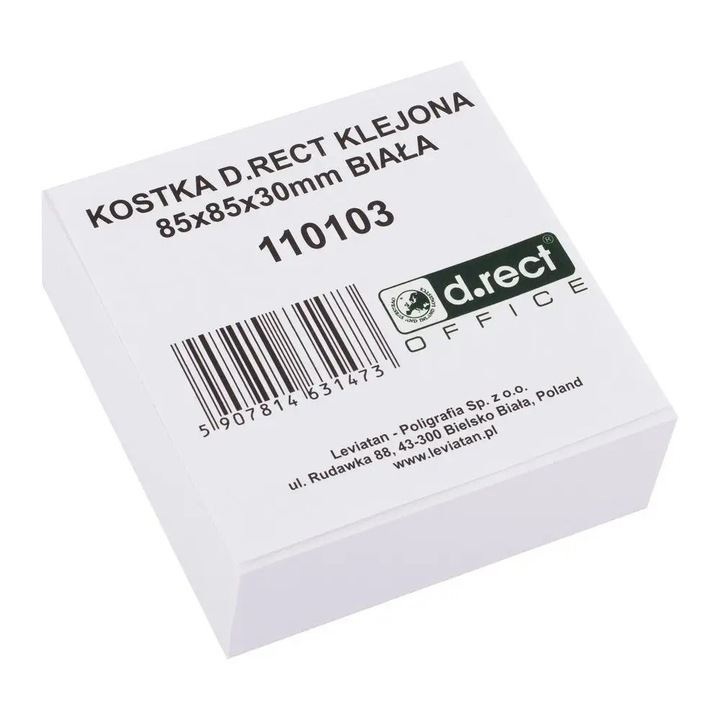 KOSTKA D.RECT KLEJONA
85x85x30mm BIAŁA
110103
d.rect®
OFFICE
5 907814 631473
Leviatan - Poligrafia Sp. z o.o.
ul. Rudawka 88, 43-300 Bielsko Biała, Poland
www.leviatan.pl